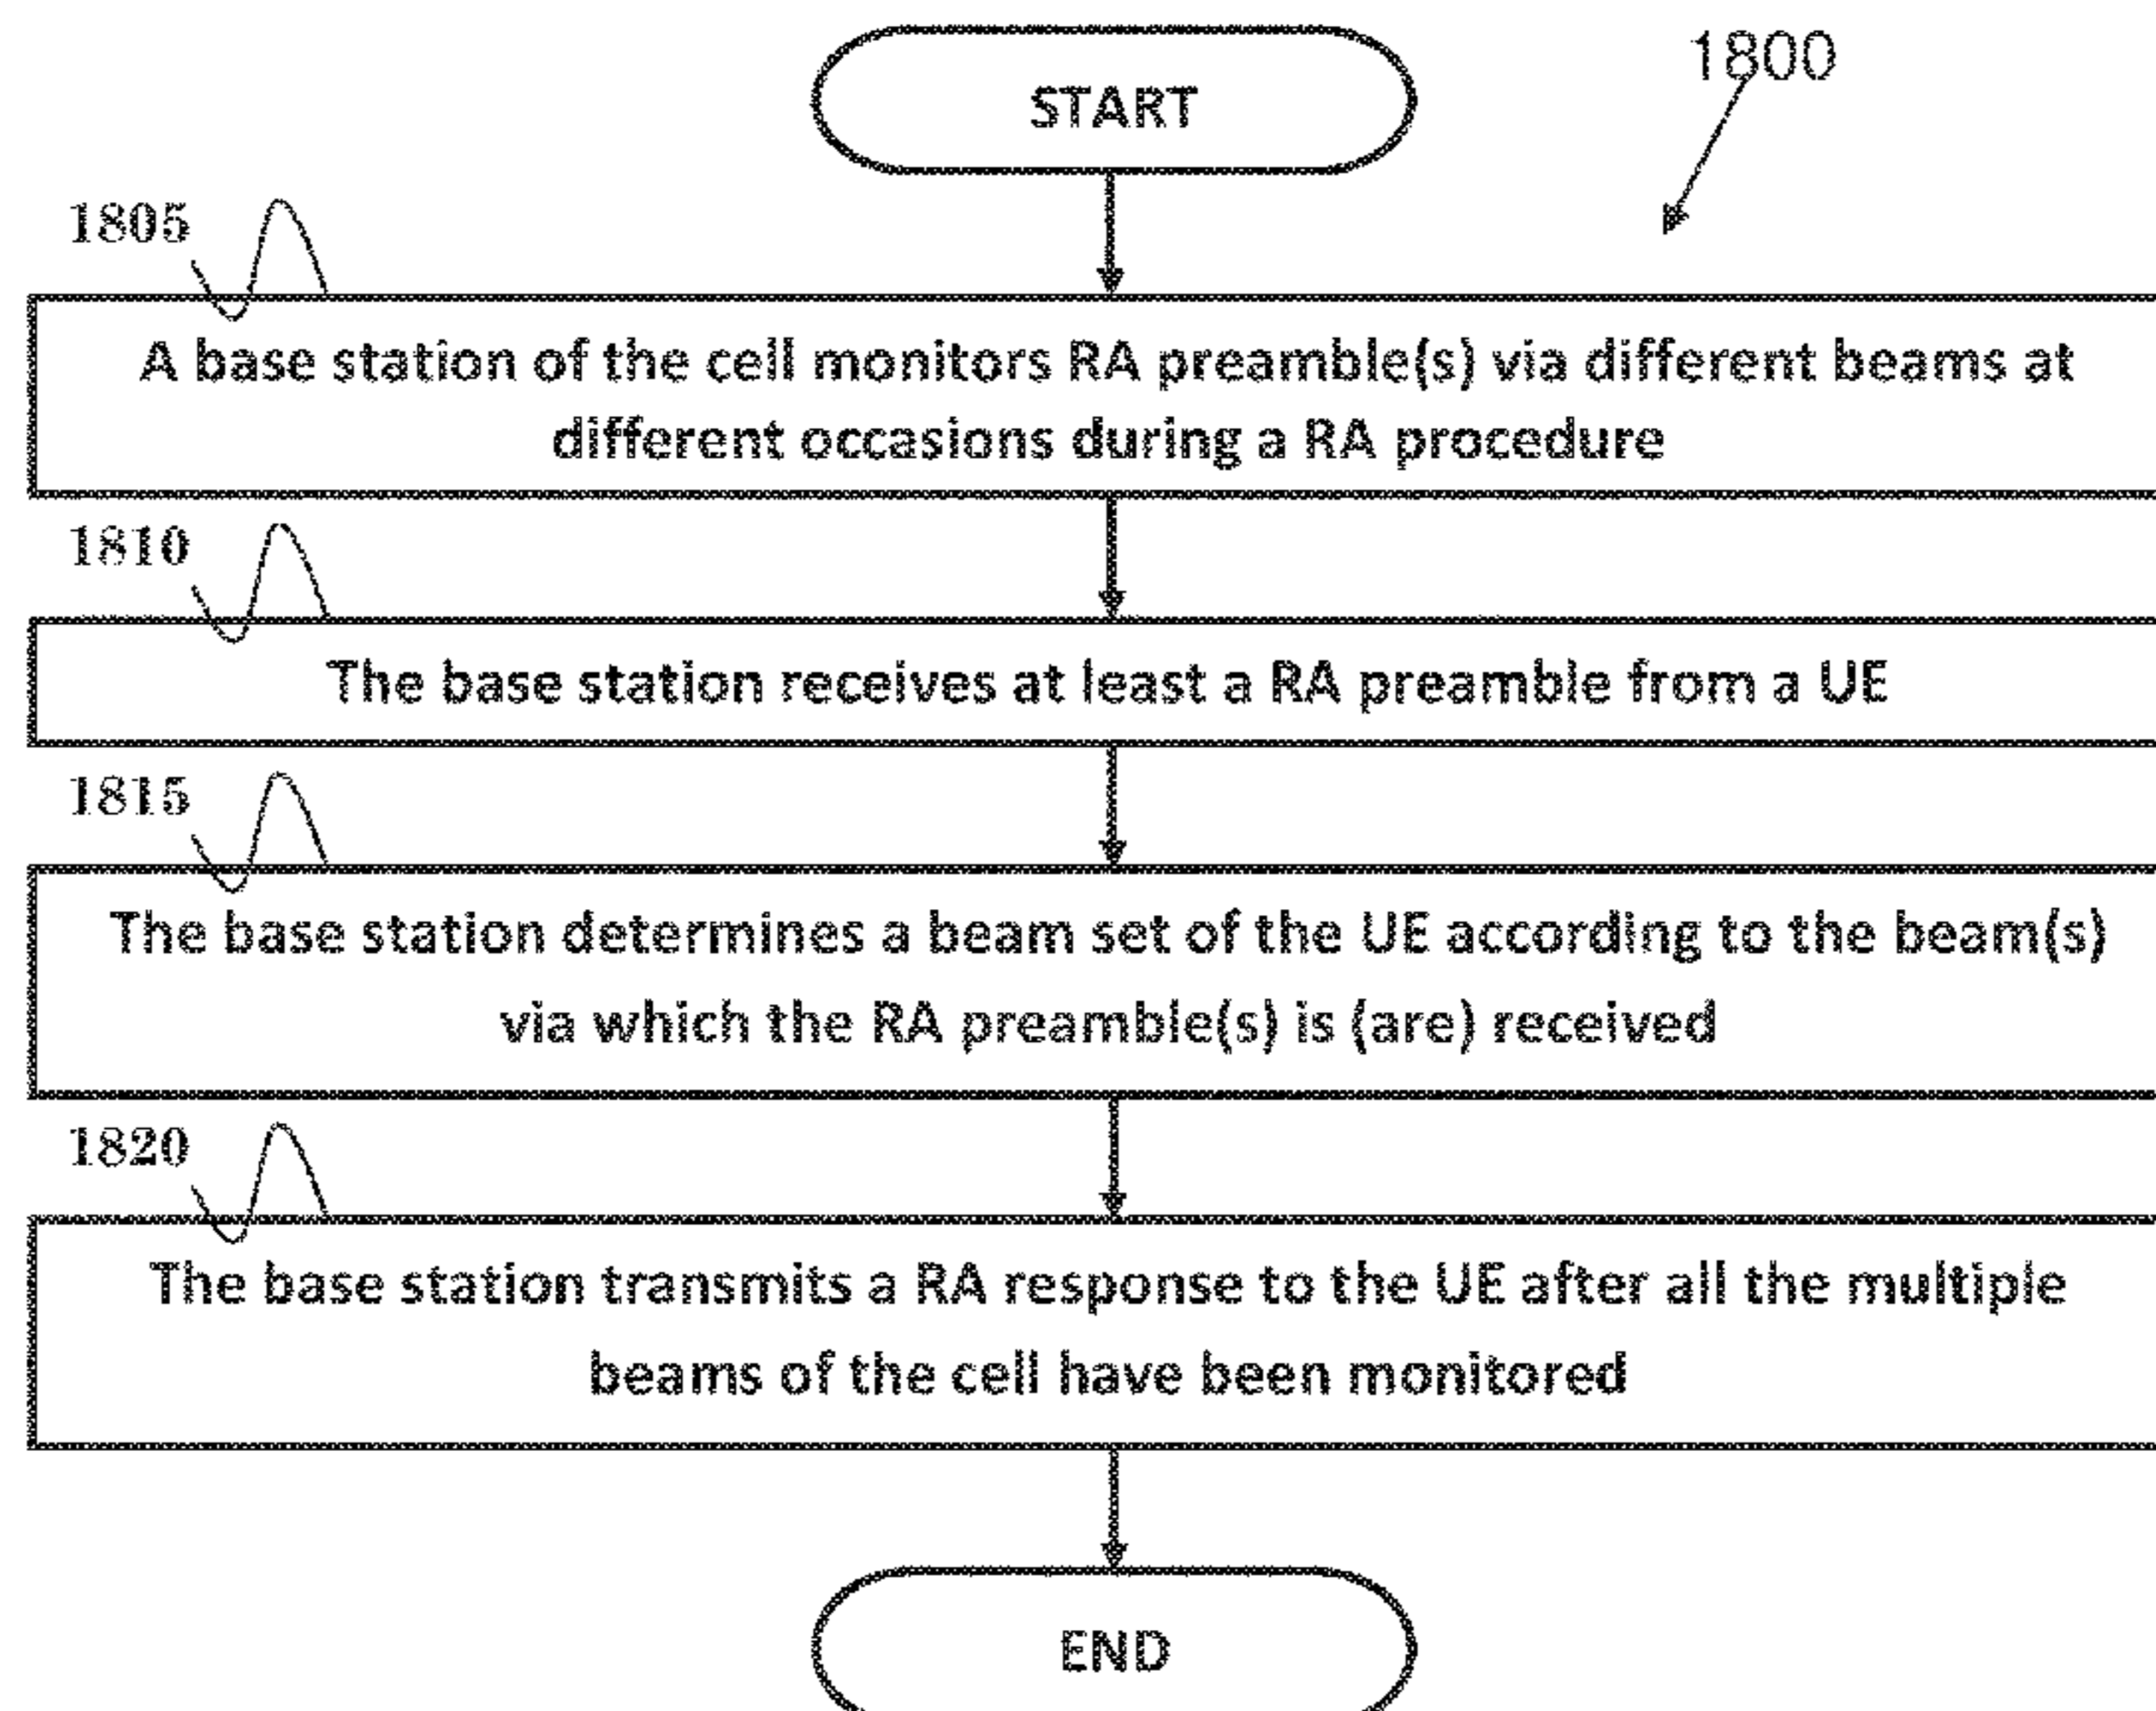 START
1800
1805
A base station of the cell monitors RA preamble(s) via different beams at
different occasions during a RA procedure
1810
The base station receives at least a RA preamble from a UE
1815
The base station determines a beam set of the UE according to the beam(s)
via which the RA preamble(s) is (are) received
1820
The base station transmits a RA response to the UE after all the multiple
beams of the cell have been monitored
END